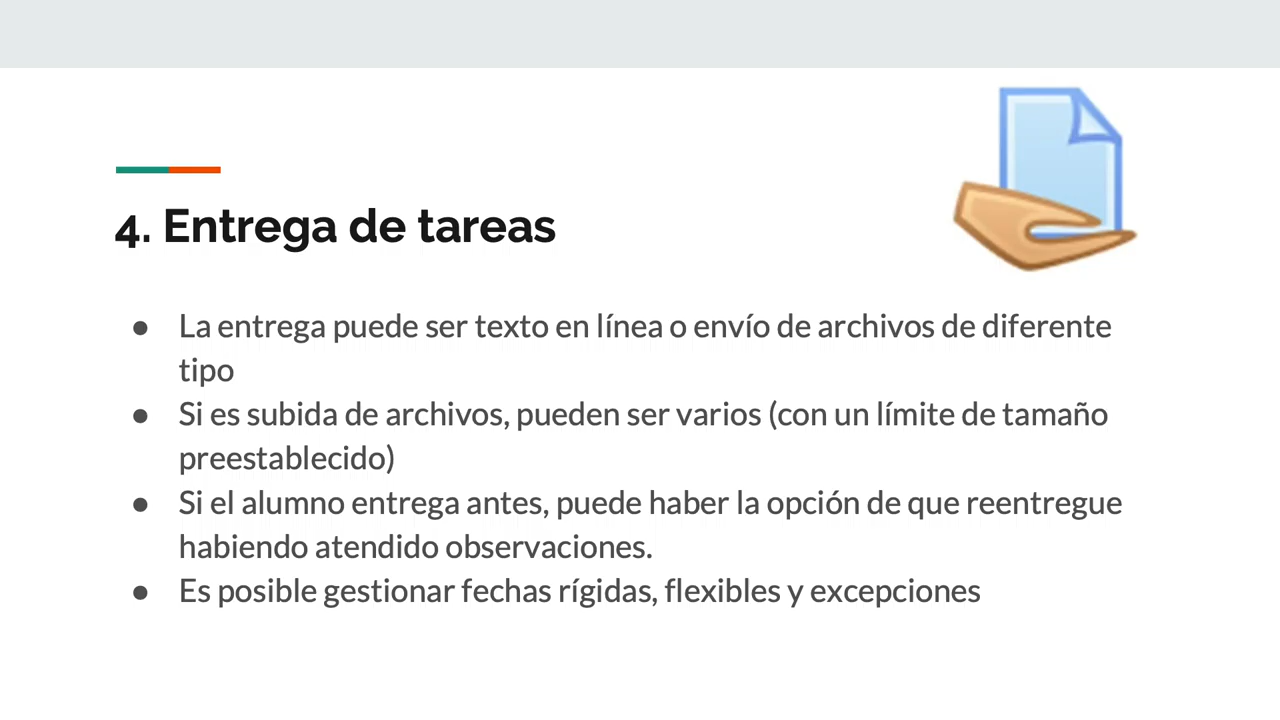 4. Entrega de tareas
● La entrega puede ser texto en línea o envío de archivos de diferente
tipo
● Si es subida de archivos, pueden ser varios (con un límite de tamaño
preestablecido)
● Si el alumno entrega antes, puede haber la opción de que reentregue
habiendo atendido observaciones.
● Es posible gestionar fechas rígidas, flexibles y excepciones